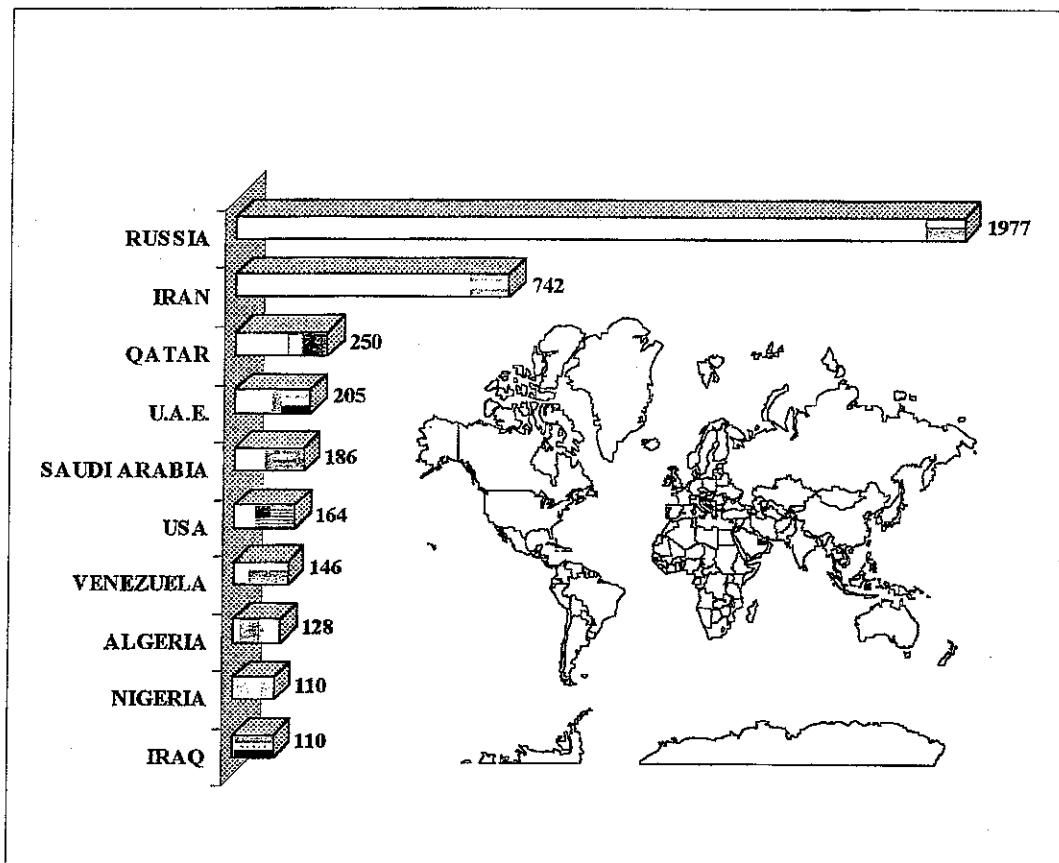 RUSSIA 1977
IRAN 742
QATAR 250
U.A.E. 205
SAUDI ARABIA 186
USA 164
VENEZUELA 146
ALGERIA 128
NIGERIA 110
IRAQ 110